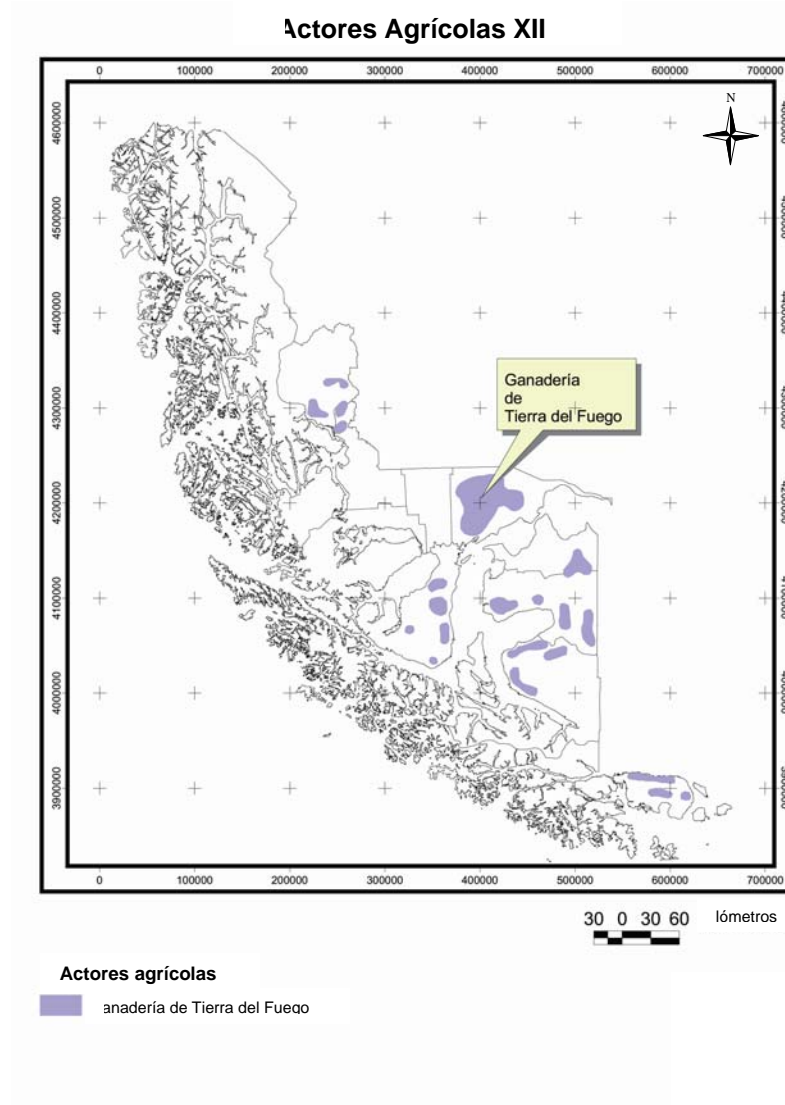 Actores Agrícolas XII
0 100000 200000 300000 400000 500000 600000 700000
N
4600000
4500000
4400000
4300000
4200000
4100000
4000000
3900000
Ganadería
de
Tierra del Fuego
0 100000 200000 300000 400000 500000 600000 700000
30 0 30 60 lómetros
Actores agrícolas
anadería de Tierra del Fuego